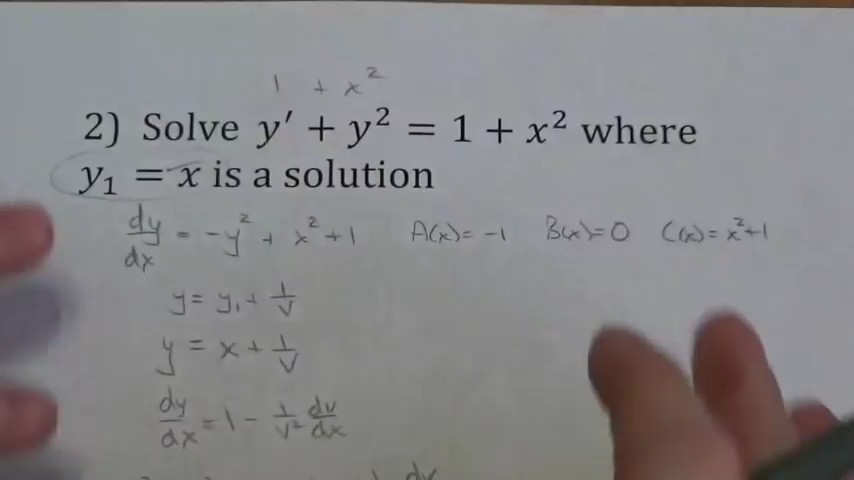 1 + x²
2) Solve y′ + y² = 1 + x² where
y₁ = x is a solution
dy/dx = -y² + x² + 1 A(x) = -1 B(x) = 0 C(x) = x² + 1
y = y₁ + 1/v
y = x + 1/v
dy/dx = 1 - 1/v² dv/dx
dv